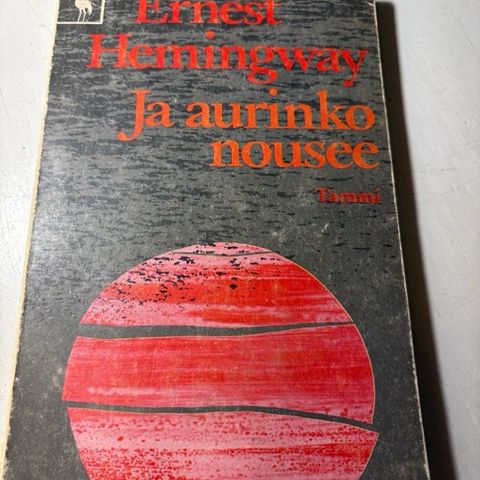 Ernest
Hemingway
Ja aurinko
nousee
Tammi